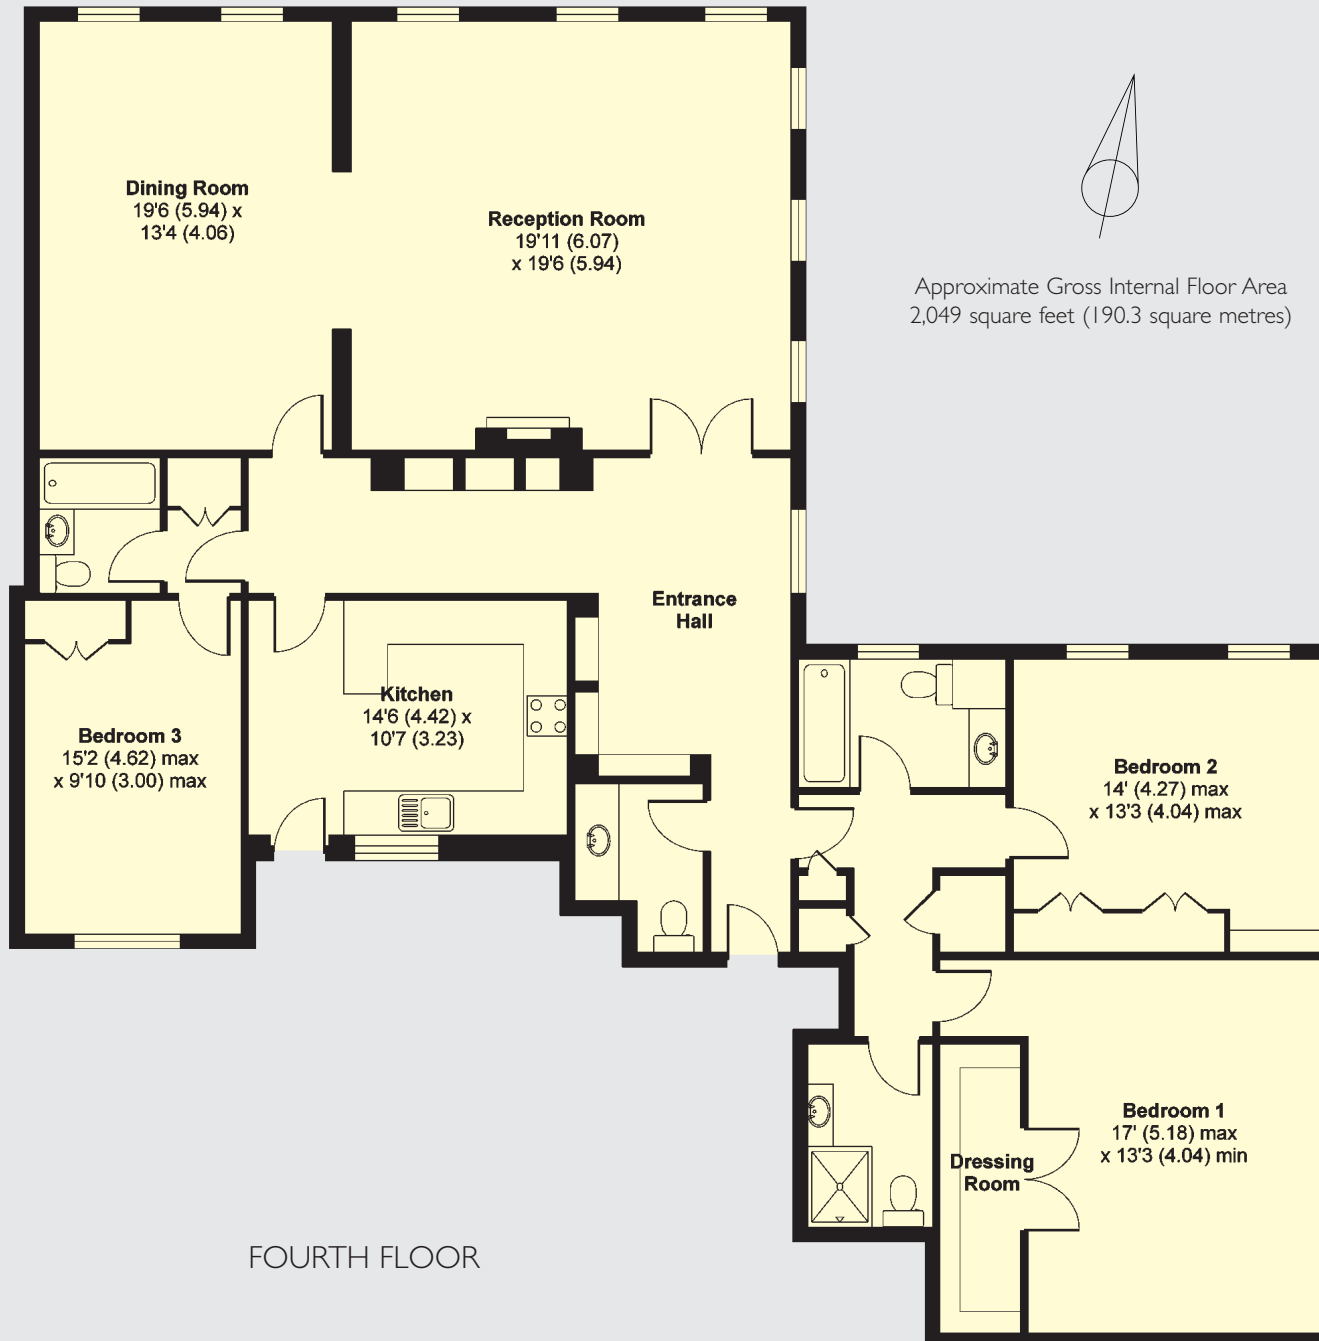 Dining Room
19'6 (5.94) x
13'4 (4.06)
Reception Room
19'11 (6.07)
x 19'6 (5.94)
Approximate Gross Internal Floor Area
2,049 square feet (190.3 square metres)
Entrance
Hall
Kitchen
14'6 (4.42) x
10'7 (3.23)
Bedroom 3
15'2 (4.62) max
x 9'10 (3.00) max
Bedroom 2
14' (4.27) max
x 13'3 (4.04) max
Bedroom 1
17' (5.18) max
x 13'3 (4.04) min
Dressing
Room
FOURTH FLOOR